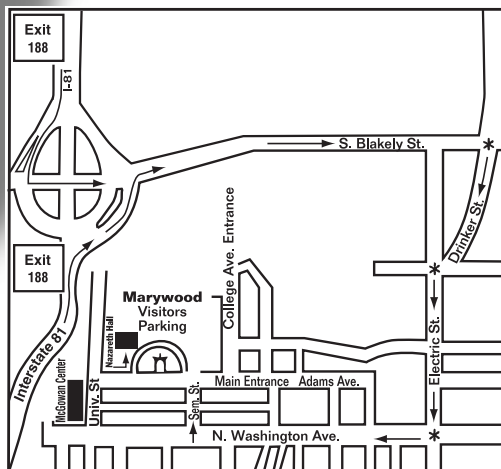 Exit
188
I-81
S. Blakely St.
Drinker St.
Exit
188
College Ave. Entrance
Marywood
Visitors
Parking
Nazareth Hall
Interstate 81
Electric St.
McGowan Center
Univ. St
Sem. St.
Main Entrance Adams Ave.
N. Washington Ave.